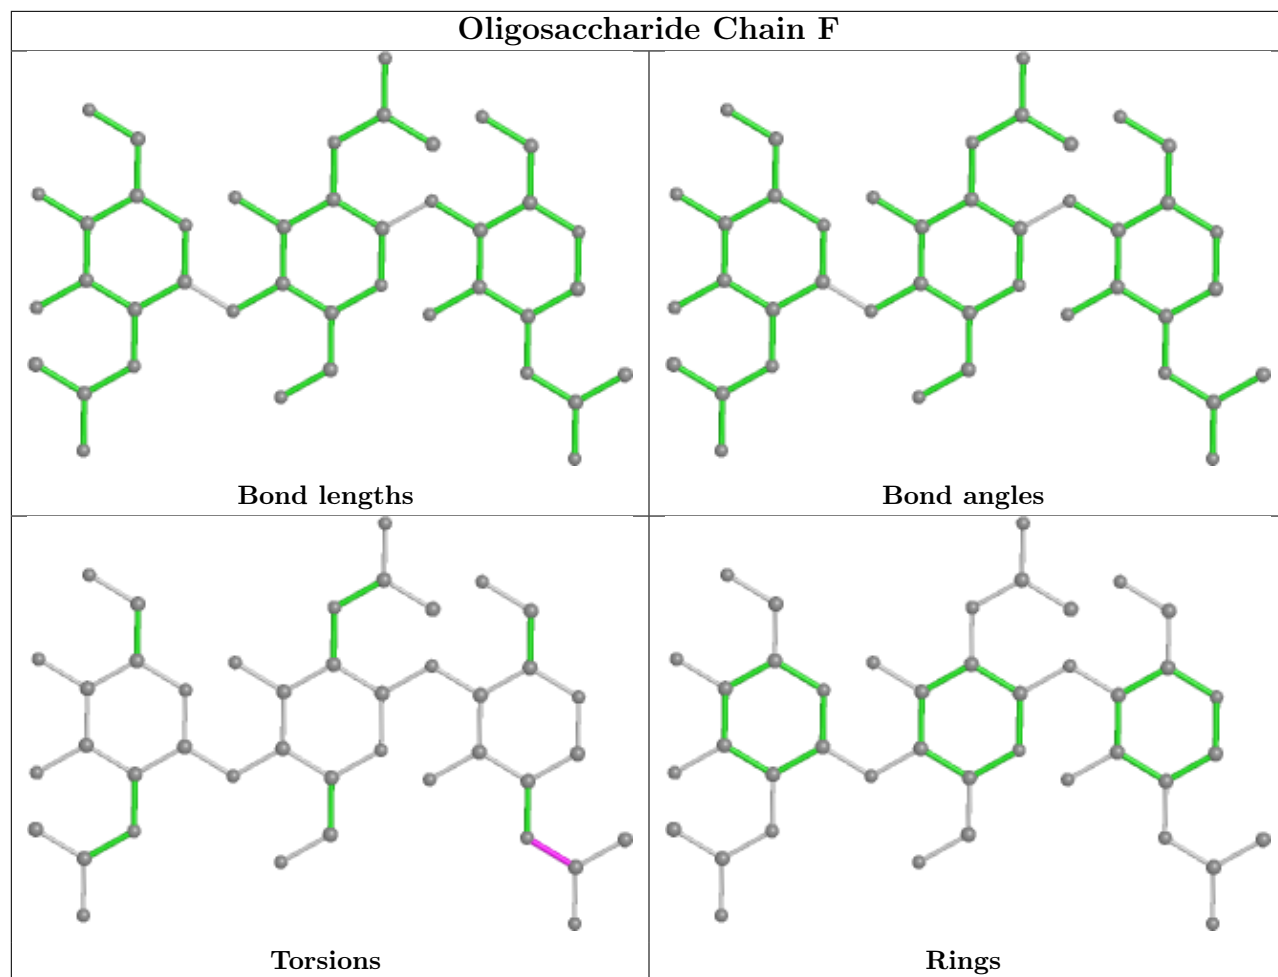 Oligosaccharide Chain F
Bond lengths
Bond angles
Torsions
Rings